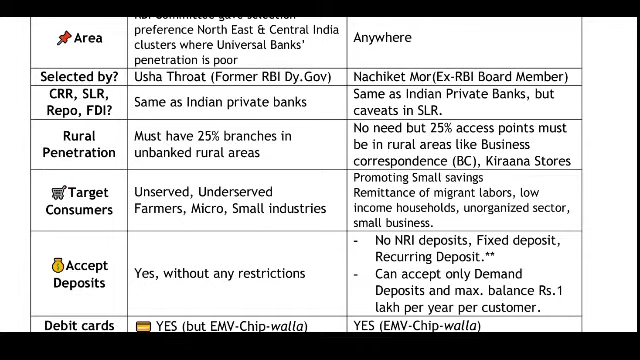 RBI Committee gave selection
preference North East & Central India
clusters where Universal Banks'
penetration is poor
Area
Anywhere
Selected by?
Usha Throat (Former RBI Dy.Gov)
Nachiket Mor(Ex-RBI Board Member)
CRR, SLR,
Repo, FDI?
Same as Indian private banks
Same as Indian Private Banks, but
caveats in SLR.
Rural
Penetration
Must have 25% branches in
unbanked rural areas
No need but 25% access points must
be in rural areas like Business
correspondence (BC), Kiraana Stores
Target
Consumers
Unserved, Underserved
Farmers, Micro, Small industries
Promoting Small savings
Remittance of migrant labors, low
income households, unorganized sector,
small business.
Accept
Deposits
Yes, without any restrictions
- No NRI deposits, Fixed deposit,
Recurring Deposit.**
- Can accept only Demand
Deposits and max. balance Rs.1
lakh per year per customer.
Debit cards
YES (but EMV-Chip-walla)
YES (EMV-Chip-walla)